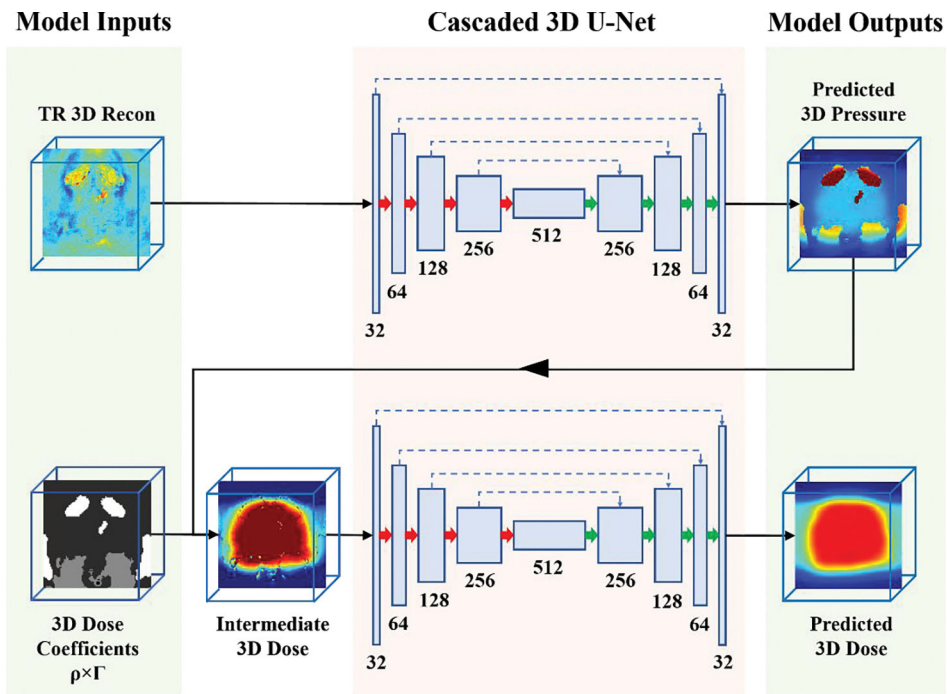 Model Inputs
Cascaded 3D U-Net
Model Outputs
TR 3D Recon
Predicted
3D Pressure
32
64
128
256
512
256
128
64
32
3D Dose
Coefficients
ρ×Γ
Intermediate
3D Dose
32
64
128
256
512
256
128
64
32
Predicted
3D Dose